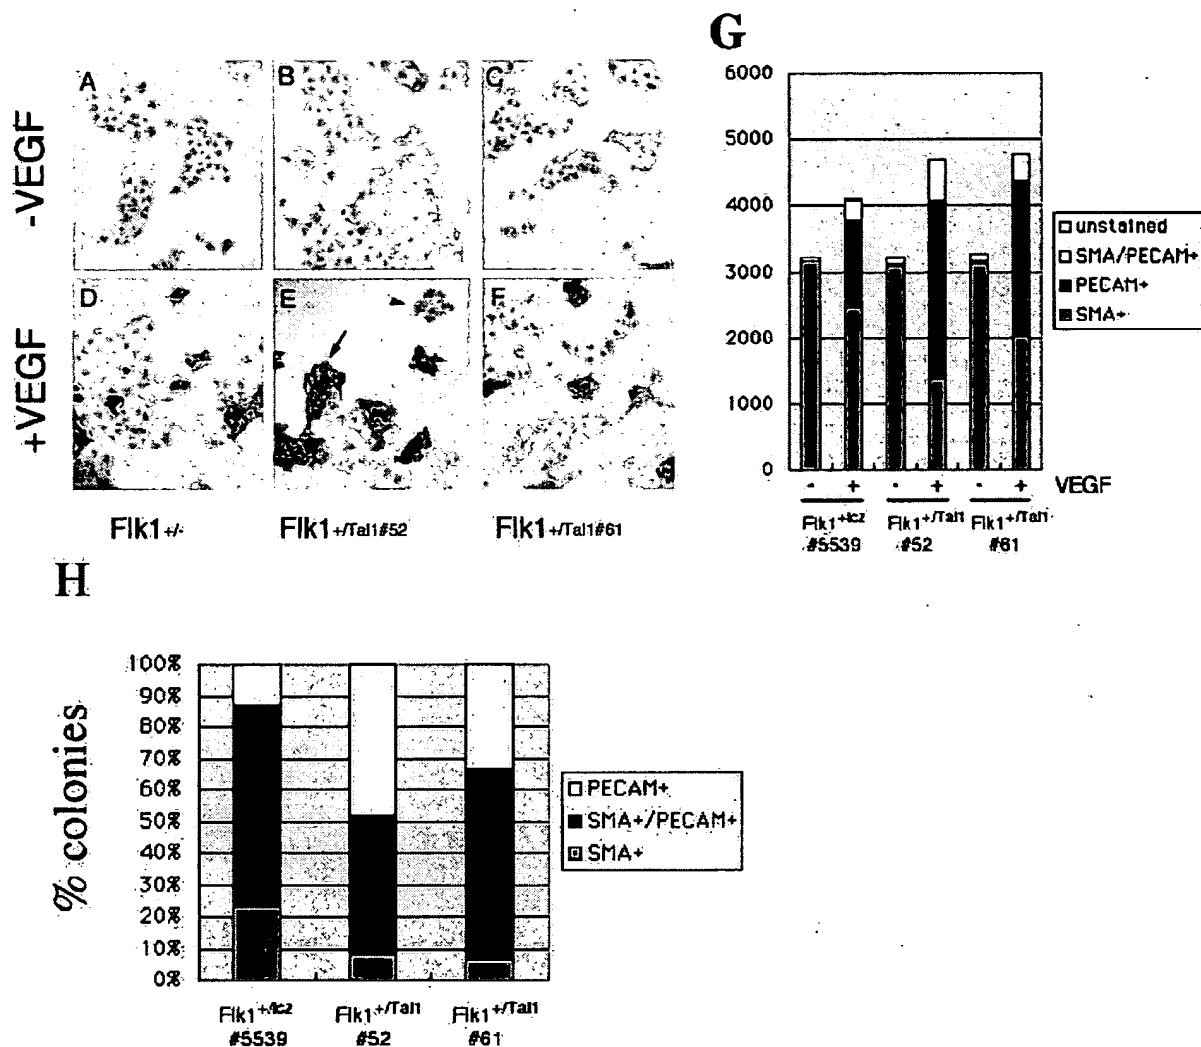 -VEGF
+VEGF
A
B
C
D
E
F
Flk1+/-
Flk1+/Tal1#52
Flk1+/Tal1#61
G
6000
5000
4000
3000
2000
1000
0
- + - + - + VEGF
Flk1+/lcz #5539
Flk1+/Tal1 #52
Flk1+/Tal1 #61
unstained
SMA/PECAM+
PECAM+
SMA+
H
% colonies
100%
90%
80%
70%
60%
50%
40%
30%
20%
10%
0%
Flk1+/lcz #5539
Flk1+/Tal1 #52
Flk1+/Tal1 #61
PECAM+
SMA+/PECAM+
SMA+